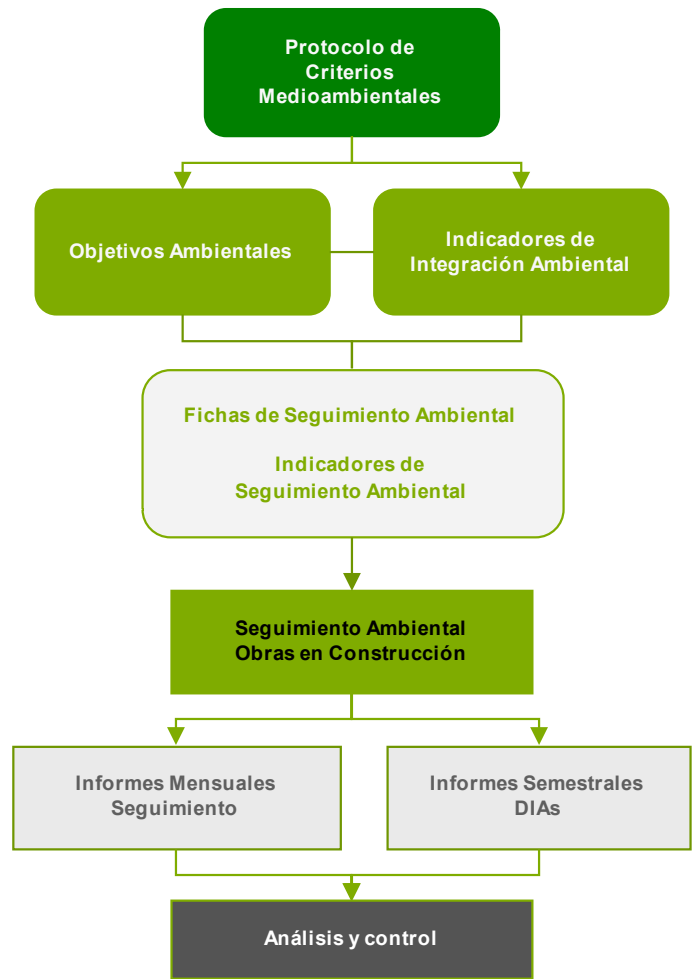 Protocolo de
Criterios
Medioambientales
Objetivos Ambientales
Indicadores de
Integración Ambiental
Fichas de Seguimiento Ambiental
Indicadores de
Seguimiento Ambiental
Seguimiento Ambiental
Obras en Construcción
Informes Mensuales
Seguimiento
Informes Semestrales
DIAs
Análisis y control